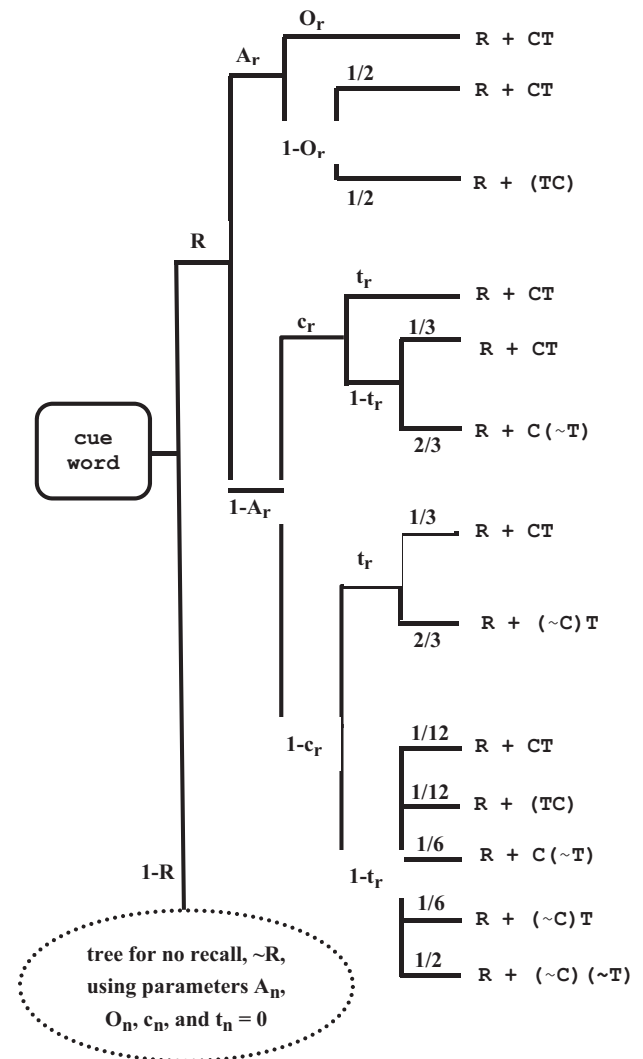 O_r
A_r
R + CT
1/2
R + CT
1-O_r
R + (TC)
1/2
R
t_r
R + CT
c_r
1/3
R + CT
1-t_r
R + C(~T)
2/3
cue
word
1-A_r
1/3
R + CT
t_r
R + (~C)T
2/3
1/12
R + CT
1-c_r
1/12
R + (TC)
1/6
R + C(~T)
1-R
1-t_r
1/6
R + (~C)T
1/2
R + (~C)(~T)
tree for no recall, ~R,
using parameters A_n,
O_n, c_n, and t_n = 0